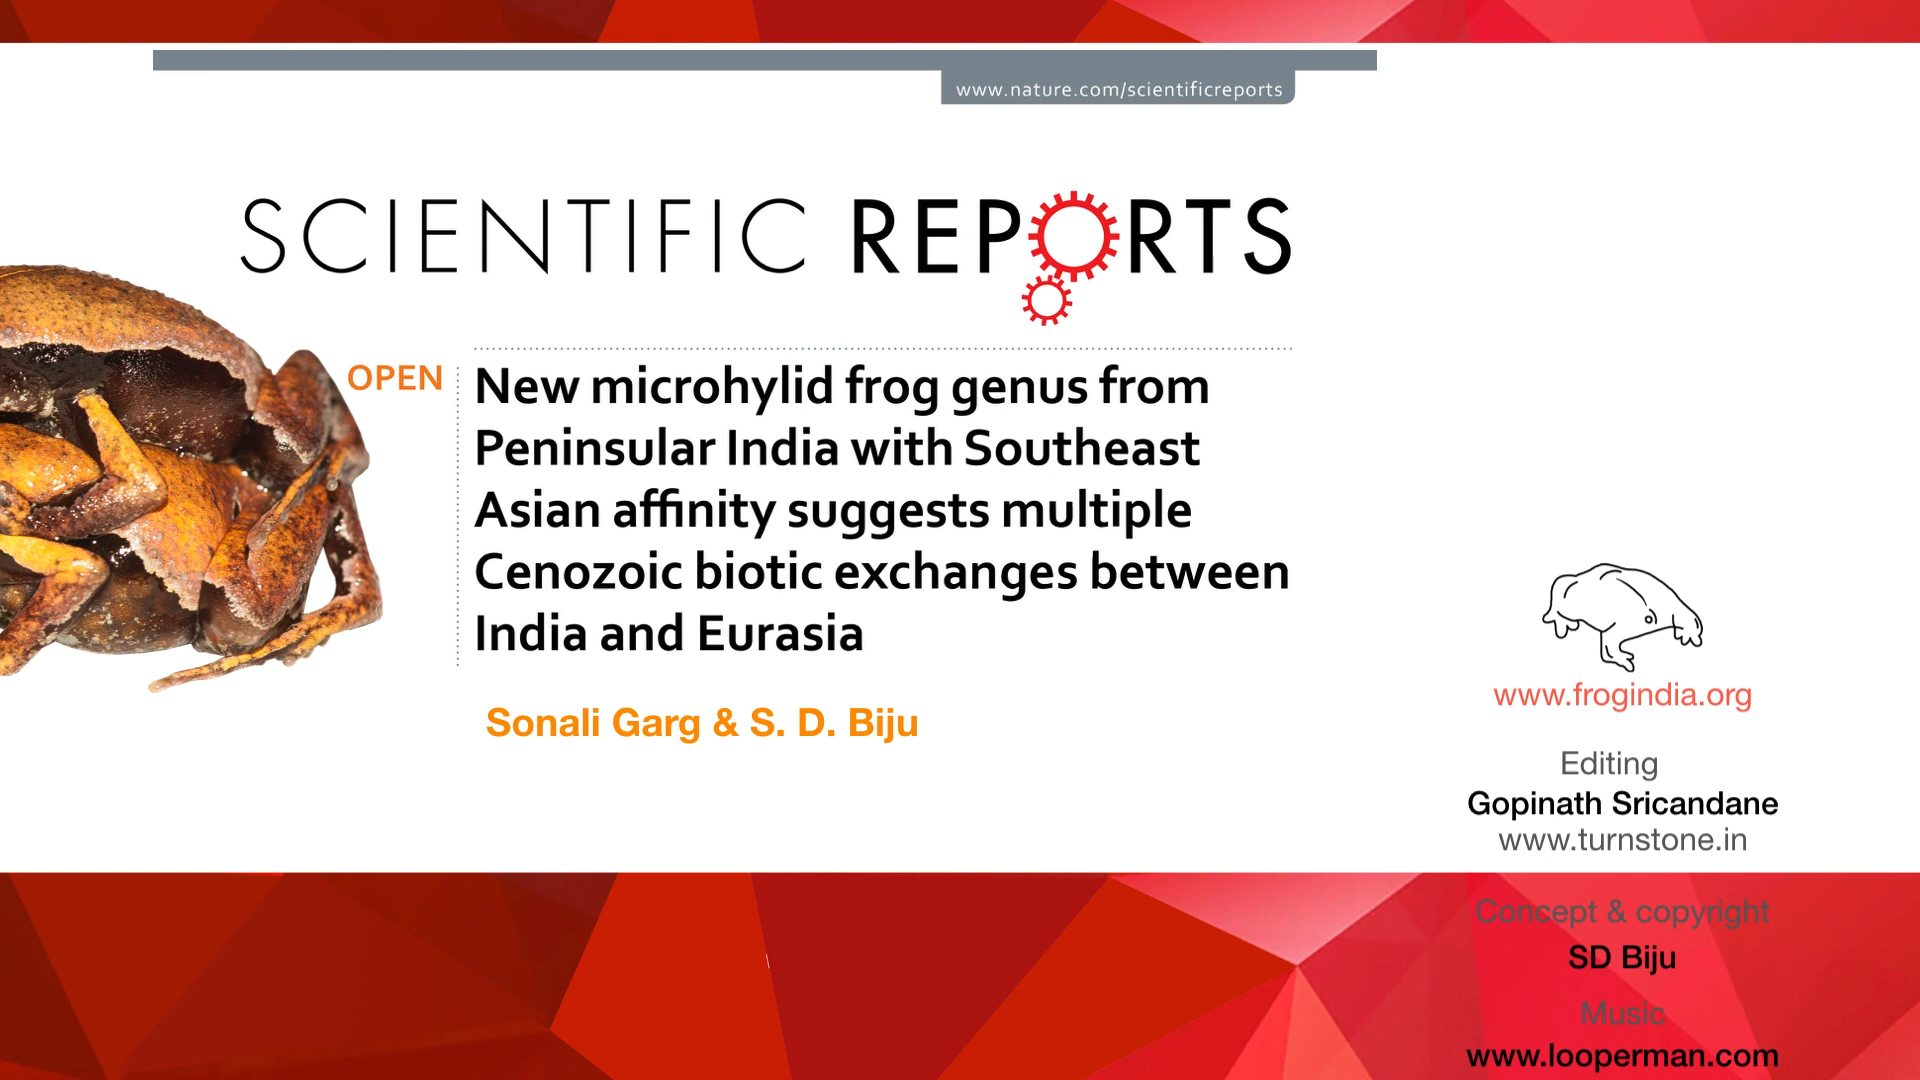 www.nature.com/scientificreports
SCIENTIFIC REPORTS
OPEN
New microhylid frog genus from
Peninsular India with Southeast
Asian affinity suggests multiple
Cenozoic biotic exchanges between
India and Eurasia
Sonali Garg & S. D. Biju
www.frogindia.org
Editing
Gopinath Sricandane
www.turnstone.in
Concept & copyright
SD Biju
Music
www.looperman.com